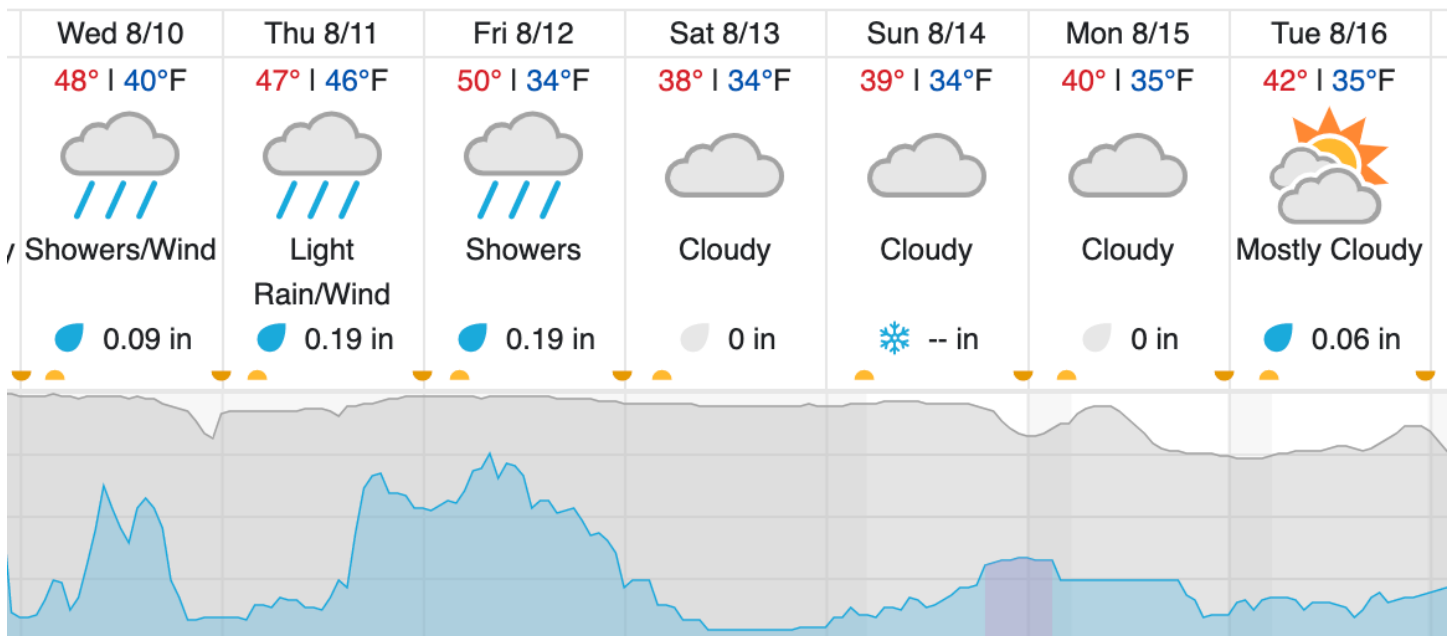 Wed 8/10 Thu 8/11 Fri 8/12 Sat 8/13 Sun 8/14 Mon 8/15 Tue 8/16
48° | 40°F 47° | 46°F 50° | 34°F 38° | 34°F 39° | 34°F 40° | 35°F 42° | 35°F
y Showers/Wind Light Showers Cloudy Cloudy Cloudy Mostly Cloudy
Rain/Wind
0.09 in 0.19 in 0.19 in 0 in -- in 0 in 0.06 in